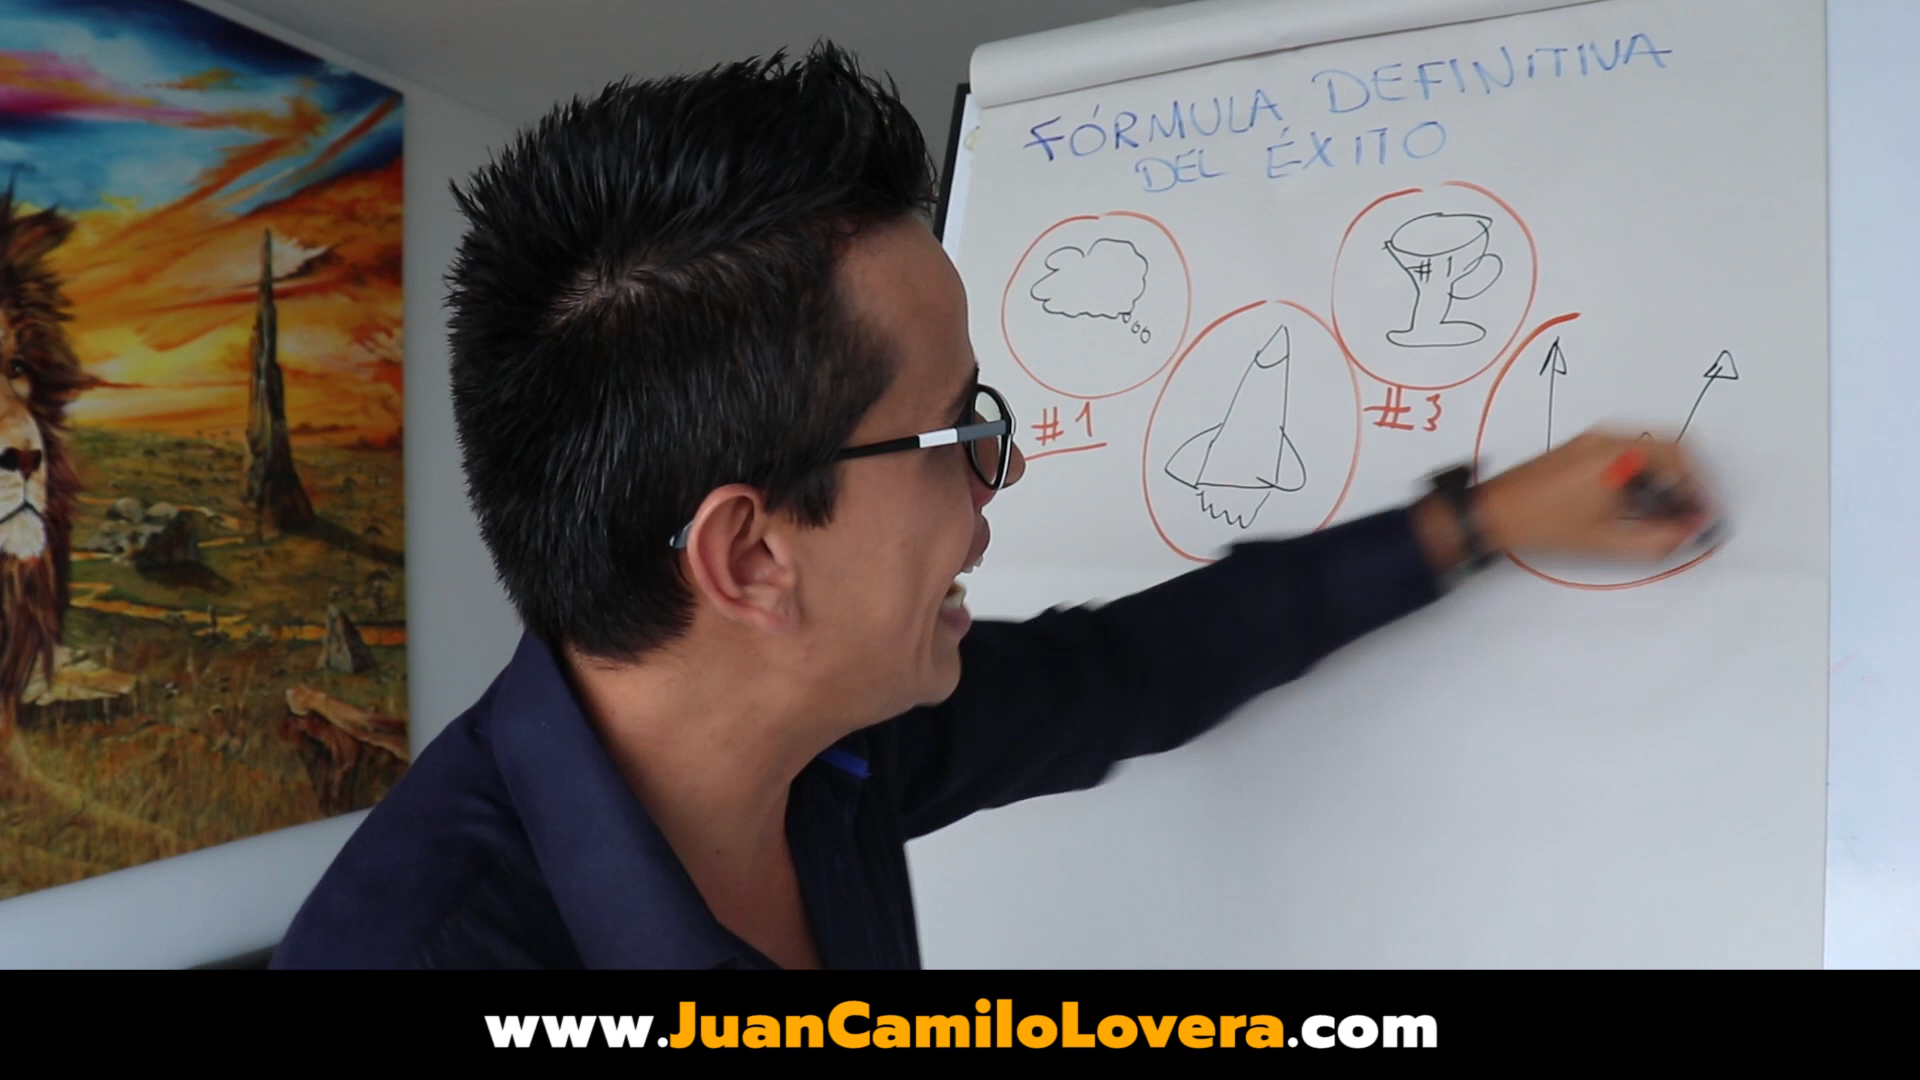 FÓRMULA DEFINITIVA
DEL ÉXITO
#1
#1
#3
www.JuanCamiloLovera.com